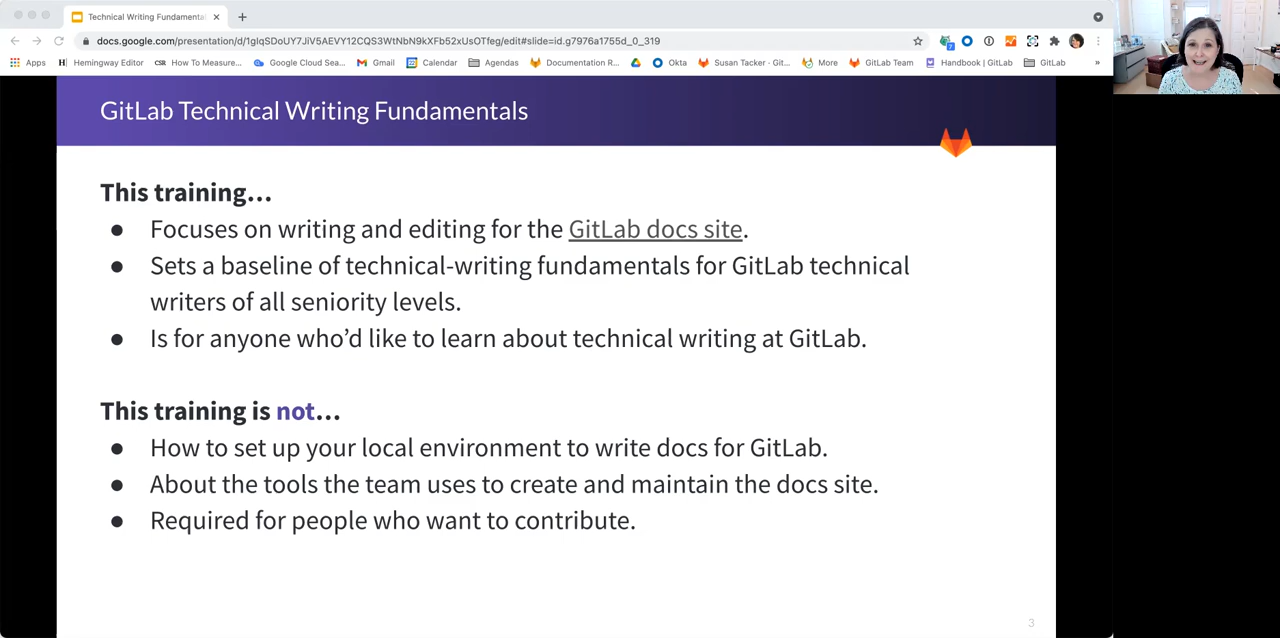 Technical Writing Fundamenta
docs.google.com/presentation/d/1gIqSDoUY7JiV5AEVY12CQS3WtNbN9kXFb52xUsOTfeg/edit#slide=id.g7976a1755d_0_319
Apps
Hemingway Editor
CSR
How To Measure...
Google Cloud Sea...
Gmail
Calendar
Agendas
Documentation R...
Okta
Susan Tacker · Git...
More
GitLab Team
Handbook | GitLab
GitLab
»
GitLab Technical Writing Fundamentals
This training...
● Focuses on writing and editing for the GitLab docs site.
● Sets a baseline of technical-writing fundamentals for GitLab technical
writers of all seniority levels.
● Is for anyone who’d like to learn about technical writing at GitLab.
This training is not...
● How to set up your local environment to write docs for GitLab.
● About the tools the team uses to create and maintain the docs site.
● Required for people who want to contribute.
3